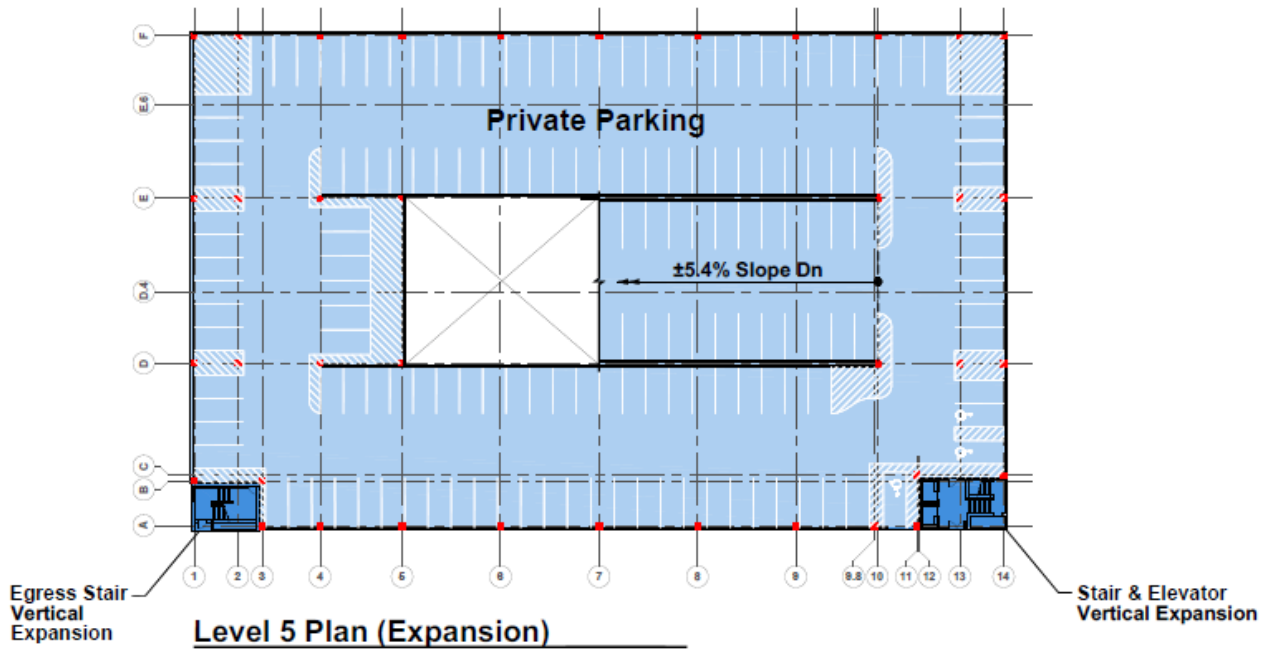 F
E.6
Private Parking
E
±5.4% Slope Dn
D.4
D
C
B
A
1 2 3 4 5 6 7 8 9 9.8 10 11 12 13 14
Egress Stair
Vertical
Expansion
Stair & Elevator
Vertical Expansion
Level 5 Plan (Expansion)